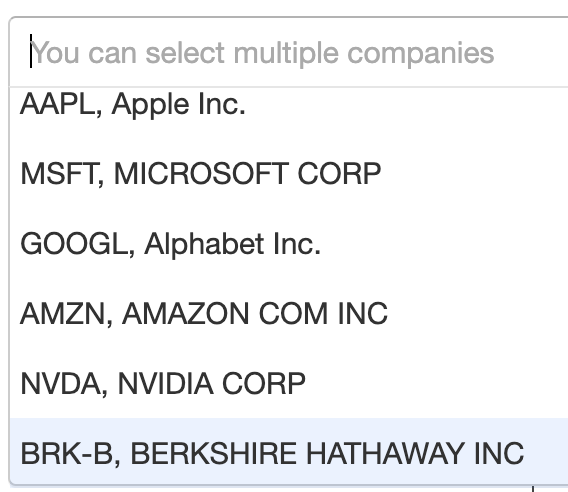 You can select multiple companies
AAPL, Apple Inc.
MSFT, MICROSOFT CORP
GOOGL, Alphabet Inc.
AMZN, AMAZON COM INC
NVDA, NVIDIA CORP
BRK-B, BERKSHIRE HATHAWAY INC